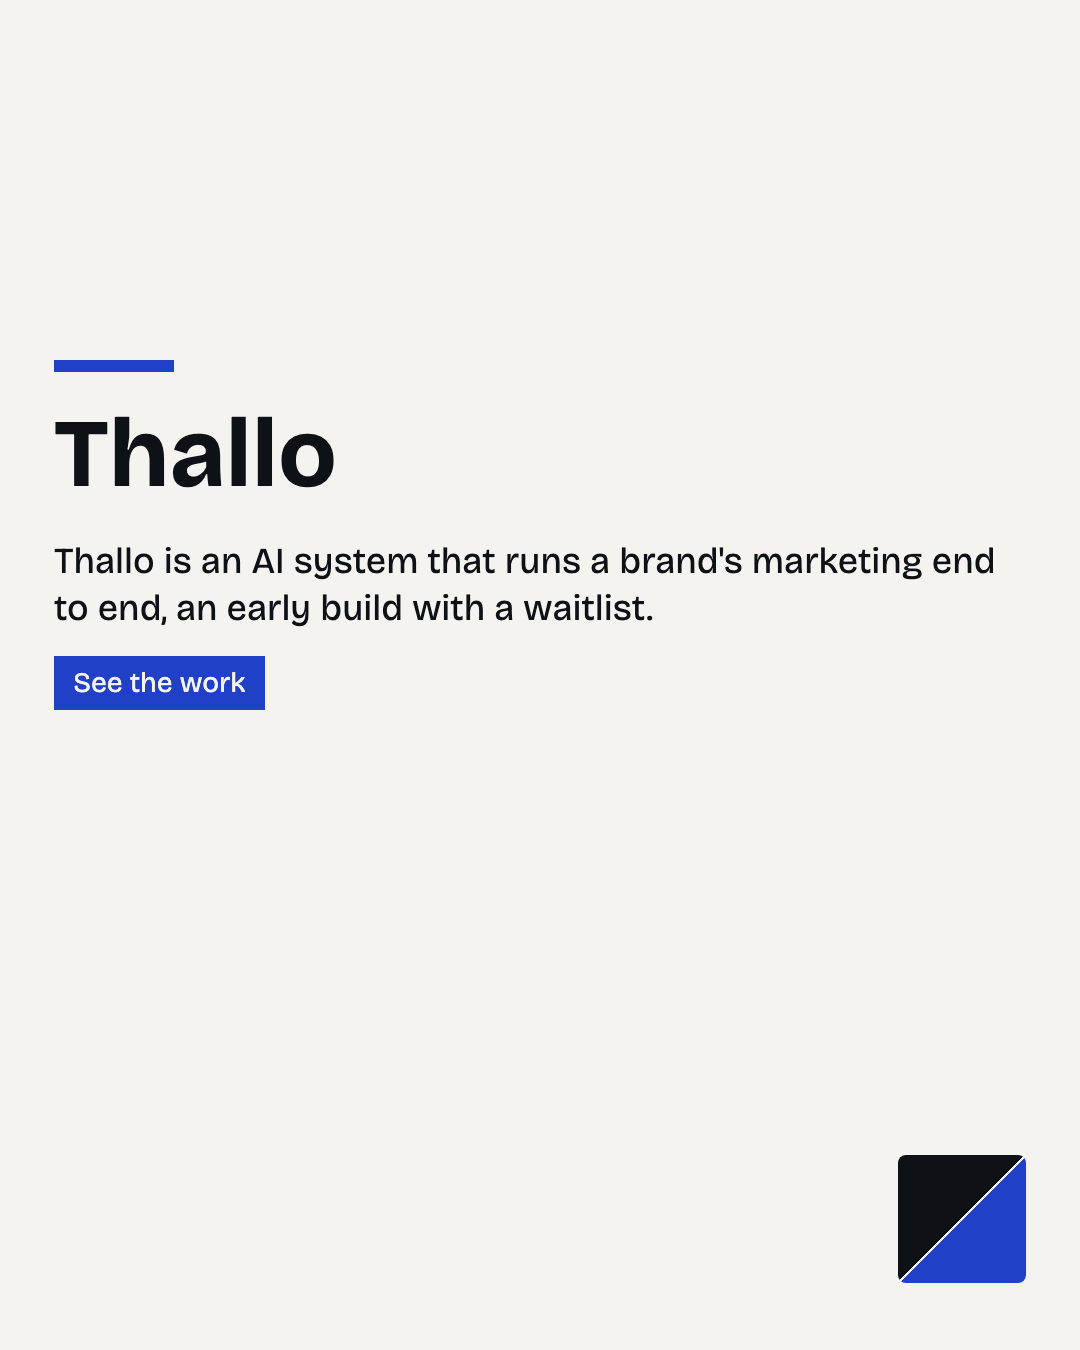 Thallo
Thallo is an AI system that runs a brand's marketing end
to end, an early build with a waitlist.
See the work